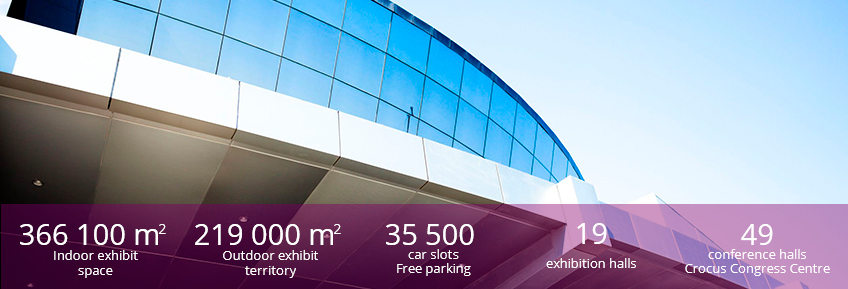 366 100 m²
Indoor exhibit
space
219 000 m²
Outdoor exhibit
territory
35 500
car slots
Free parking
19
exhibition halls
49
conference halls
Crocus Congress Centre